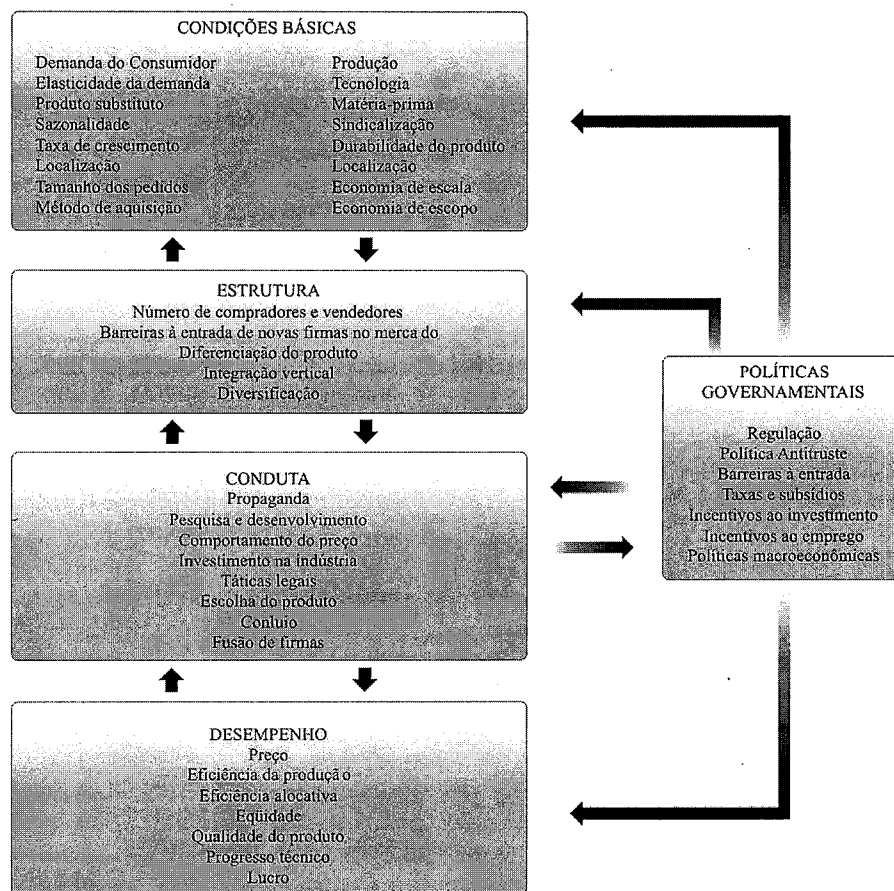 CONDIÇÕES BÁSICAS
Demanda do Consumidor
Elasticidade da demanda
Produto substituto
Sazonalidade
Taxa de crescimento
Localização
Tamanho dos pedidos
Método de aquisição
Produção
Tecnologia
Matéria-prima
Sindicalização
Durabilidade do produto
Localização
Economia de escala
Economia de escopo
ESTRUTURA
Número de compradores e vendedores
Barreiras à entrada de novas firmas no merca do
Diferenciação do produto
Integração vertical
Diversificação
CONDUTA
Propaganda
Pesquisa e desenvolvimento
Comportamento do preço
Investimento na indústria
Táticas legais
Escolha do produto
Conluio
Fusão de firmas
DESEMPENHO
Preço
Eficiência da produçã o
Eficiência alocativa
Eqüidade
Qualidade do produto
Progresso técnico
Lucro
POLÍTICAS
GOVERNAMENTAIS
Regulação
Política Antitruste
Barreiras à entrada
Taxas e subsídios
Incentivos ao investimento
Incentivos ao emprego
Políticas macroeconômicas